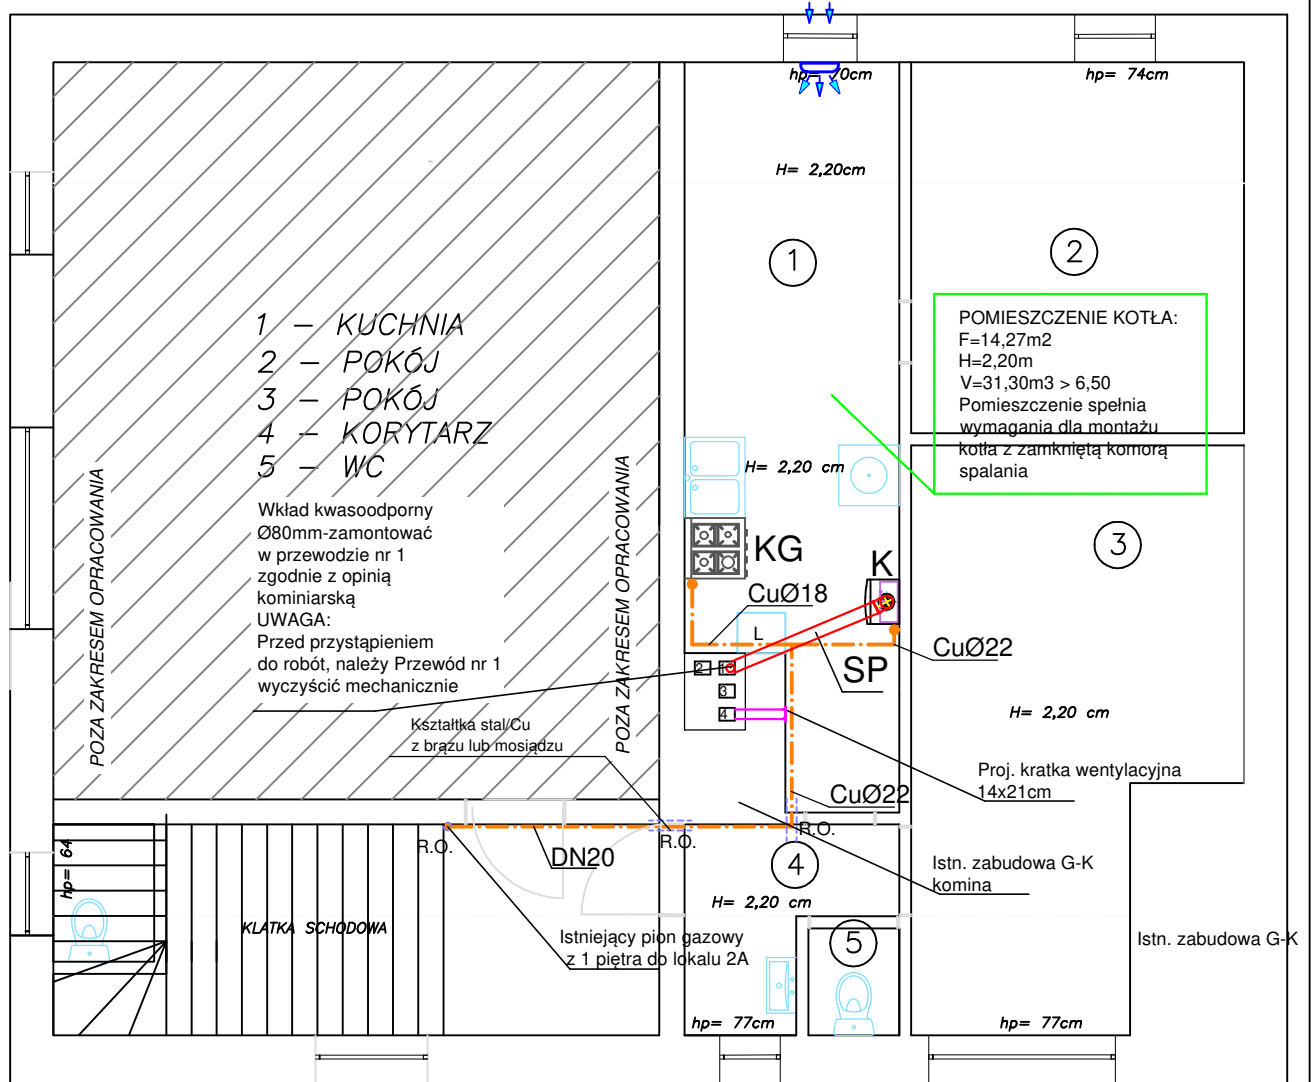 hp= 70cm
hp= 74cm
H= 2,20cm
1
2
1 - KUCHNIA
2 - POKÓJ
3 - POKÓJ
4 - KORYTARZ
5 - WC
POMIESZCZENIE KOTŁA:
F=14,27m2
H=2,20m
V=31,30m3 > 6,50
Pomieszczenie spełnia
wymagania dla montażu
kotła z zamkniętą komorą
spalania
POZA ZAKRESEM OPRACOWANIA
POZA ZAKRESEM OPRACOWANIA
H= 2,20 cm
Wkład kwasoodporny
Ø80mm-zamontować
w przewodzie nr 1
zgodnie z opinią
kominiarską
UWAGA:
Przed przystąpieniem
do robót, należy Przewód nr 1
wyczyścić mechanicznie
KG
K
3
CuØ18
L
CuØ22
SP
2
1
3
4
Kształtka stal/Cu
z brązu lub mosiądzu
H= 2,20 cm
Proj. kratka wentylacyjna
14x21cm
CuØ22
R.O.
R.O.
R.O.
DN20
4
Istn. zabudowa G-K
komina
hp= 64
H= 2,20 cm
KLATKA SCHODOWA
Istniejący pion gazowy
z 1 piętra do lokalu 2A
5
Istn. zabudowa G-K
hp= 77cm
hp= 77cm